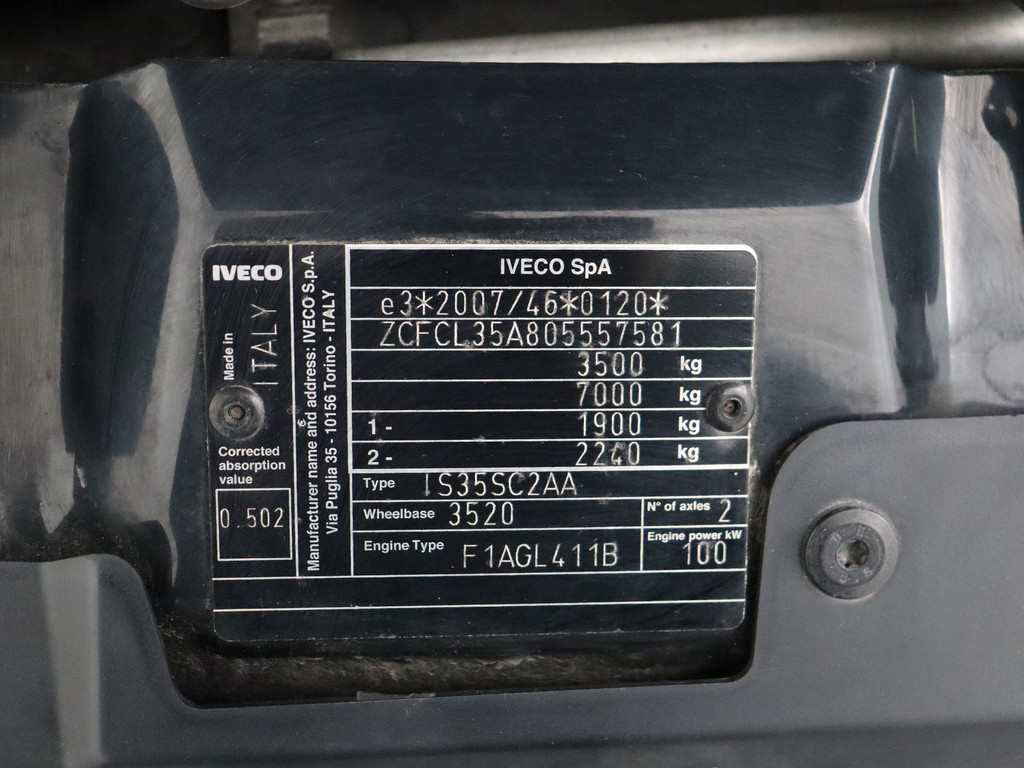 IVECO
Made in
ITALY
Corrected
absorption
value
0.502
Manufacturer name and address: IVECO S.p.A.
Via Puglia 35 - 10156 Torino - ITALY
IVECO SpA
e3*2007/46*0120*
ZCFCL35A805557581
3500 kg
7000 kg
1- 1900 kg
2- 2240 kg
Type IS35SC2AA
Wheelbase 3520
N° of axles 2
Engine Type F1AGL411B
Engine power kW
100